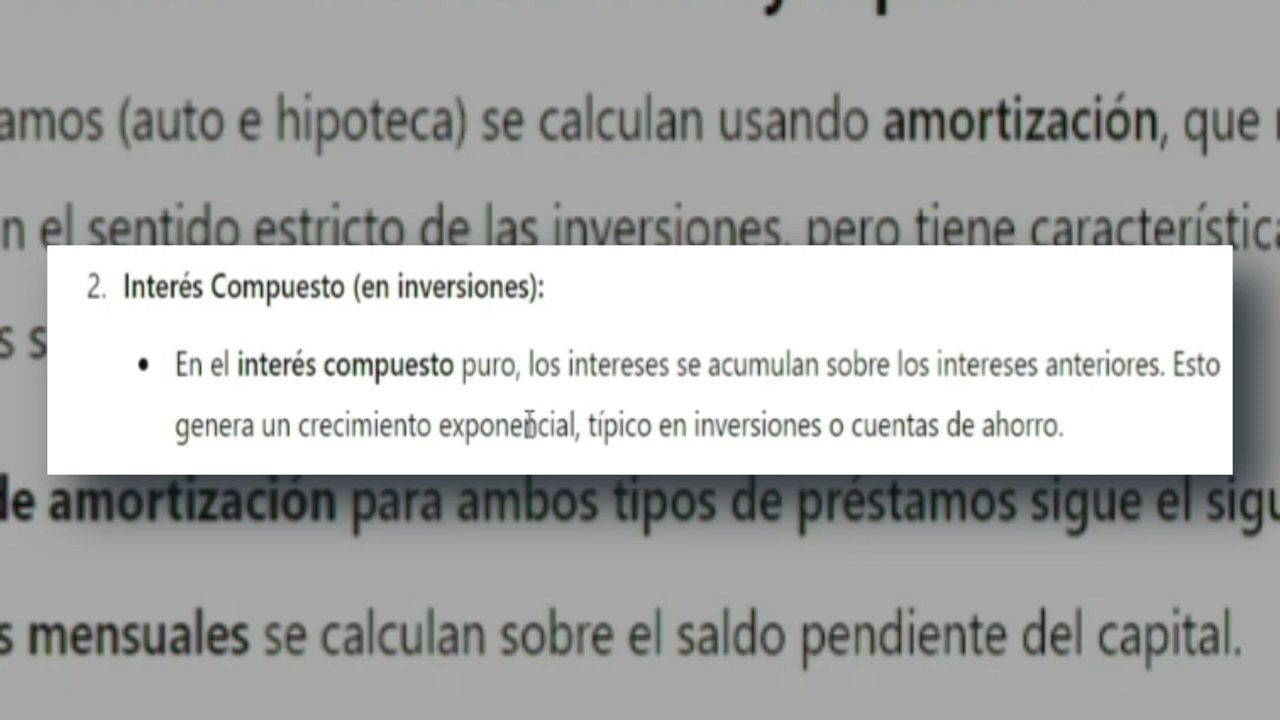 amos (auto e hipoteca) se calculan usando amortización, que
n el sentido estricto de las inversiones, pero tiene característica
s s
2. Interés Compuesto (en inversiones):
• En el interés compuesto puro, los intereses se acumulan sobre los intereses anteriores. Esto
genera un crecimiento exponencial, típico en inversiones o cuentas de ahorro.
de amortización para ambos tipos de préstamos sigue el sigu
s mensuales se calculan sobre el saldo pendiente del capital.